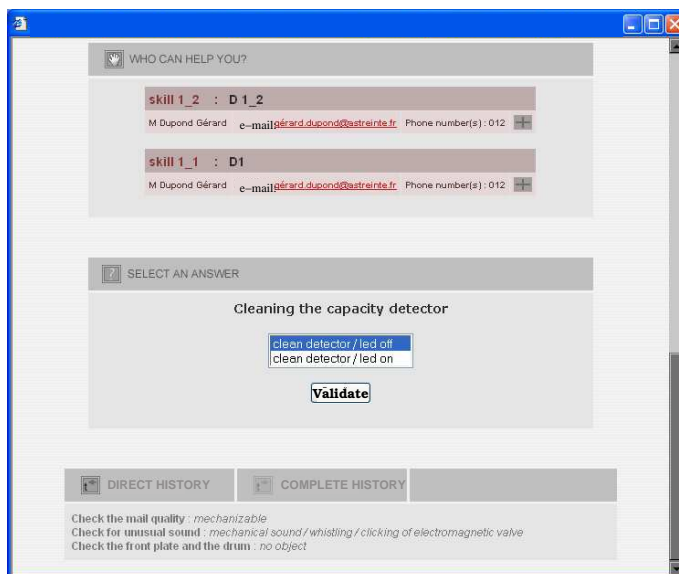 WHO CAN HELP YOU?
skill 1_2 : D 1_2
M Dupond Gérard e-mail:gérard.dupond@astreinte.fr Phone number(s) : 012
skill 1_1 : D1
M Dupond Gérard e-mail:gérard.dupond@astreinte.fr Phone number(s) : 012
SELECT AN ANSWER
Cleaning the capacity detector
clean detector / led off
clean detector / led on
Validate
DIRECT HISTORY COMPLETE HISTORY
Check the mail quality : mechanizable
Check for unusual sound : mechanical sound / whistling / clicking of electromagnetic valve
Check the front plate and the drum : no object